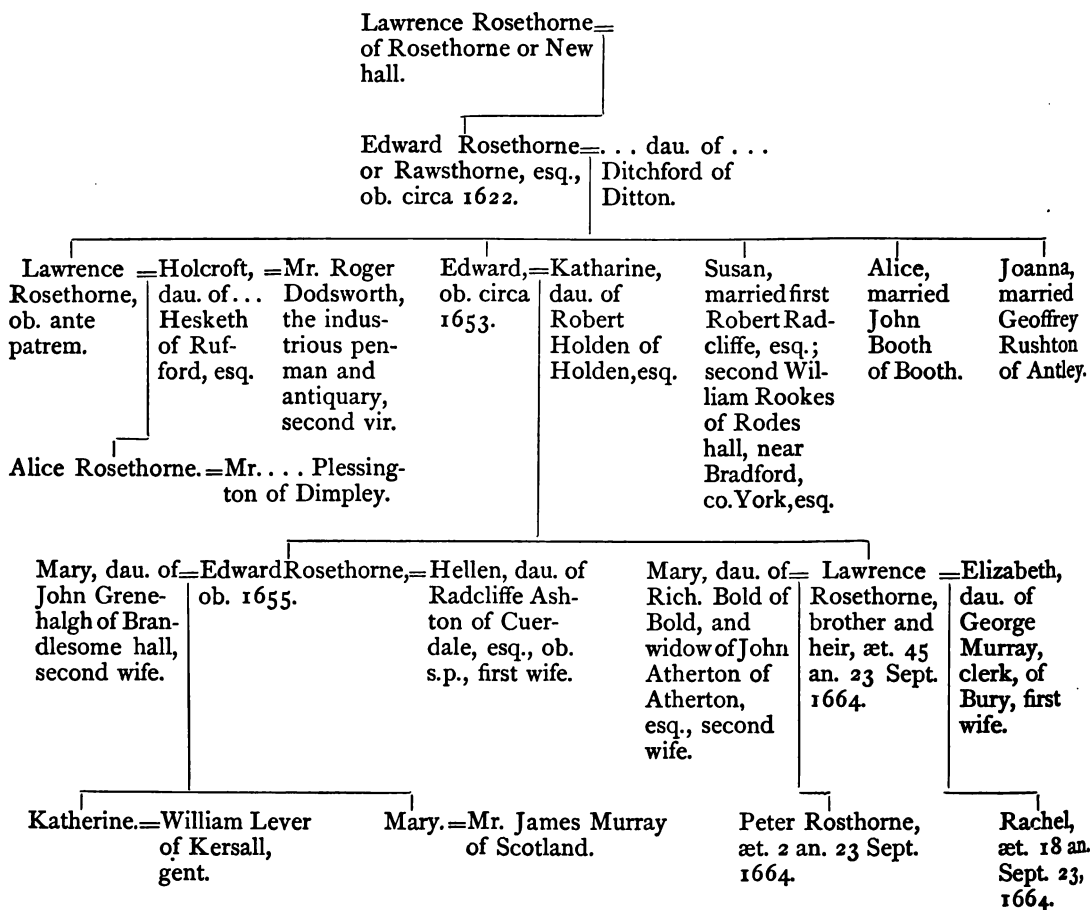 Lawrence Rosethorne=
of Rosethorne or New
hall.
Edward Rosethorne=... dau. of ...
or Rawsthorne, esq., Ditchford of
ob. circa 1622. Ditton.
Lawrence
Rosethorne,
ob. ante
patrem.
=Holcroft,
dau. of...
Hesketh
of Ruf-
ford, esq.
=Mr. Roger
Dodsworth,
the indus-
trious pen-
man and
antiquary,
second vir.
Edward,=
ob. circa
1653.
Katharine,
dau. of
Robert
Holden of
Holden, esq.
Susan,
married first
Robert Rad-
cliffe, esq.;
second Wil-
liam Rookes
of Rodes
hall, near
Bradford,
co. York, esq.
Alice,
married
John
Booth
of Booth.
Joanna,
married
Geoffrey
Rushton
of Antley.
Alice Rosethorne.=Mr. ... Plessing-
ton of Dimpley.
Mary, dau. of=
John Grene-
halgh of Bran-
dlesome hall,
second wife.
Edward Rosethorne,=
ob. 1655.
Hellen, dau. of
Radcliffe Ash-
ton of Cuer-
dale, esq., ob.
s.p., first wife.
Mary, dau. of=
Rich. Bold of
Bold, and
widow of John
Atherton of
Atherton,
esq., second
wife.
Lawrence
Rosethorne,
brother and
heir, æt. 45
an. 23 Sept.
1664.
=Elizabeth,
dau. of
George
Murray,
clerk, of
Bury, first
wife.
Katherine.=William Lever
of Kersall,
gent.
Mary.=Mr. James Murray
of Scotland.
Peter Rosthorne,
æt. 2 an. 23 Sept.
1664.
Rachel,
æt. 18 an.
Sept. 23,
1664.